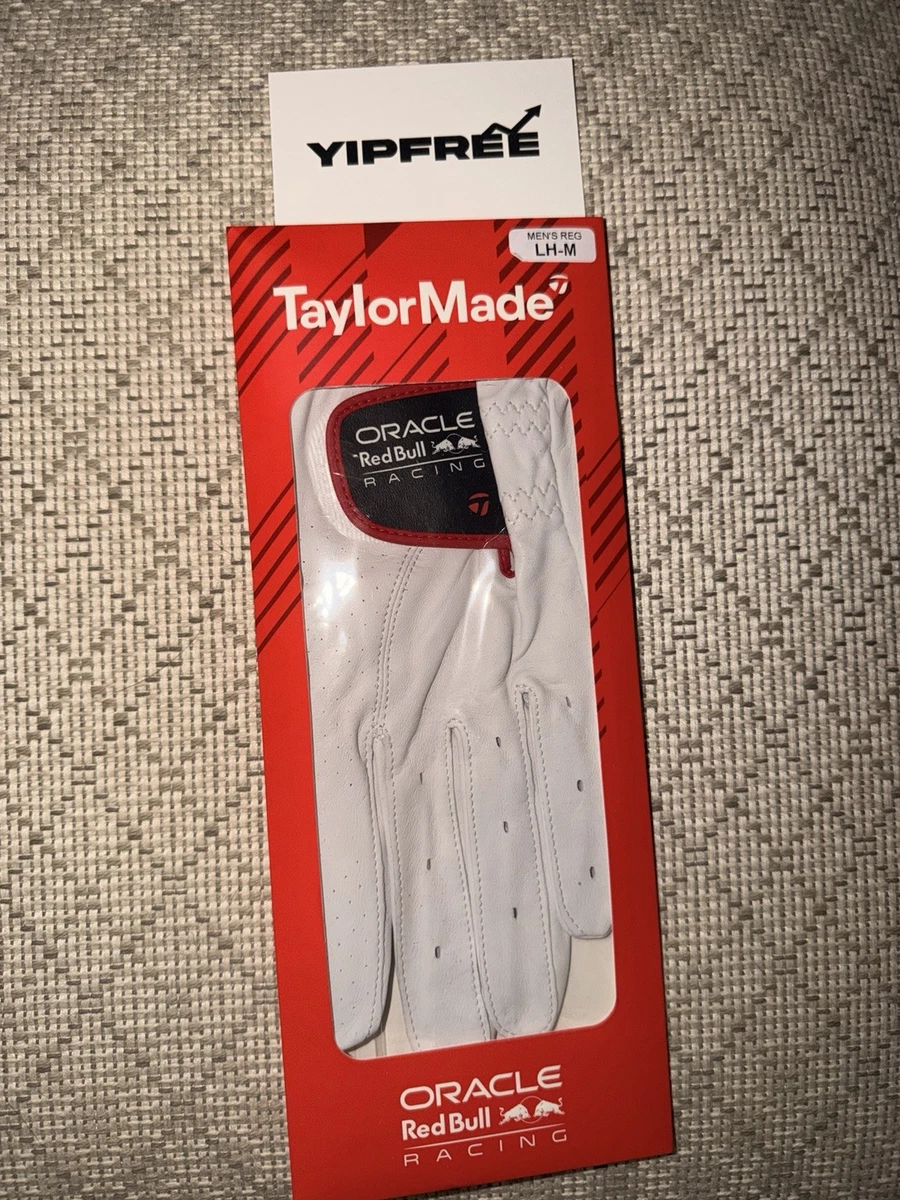 YIPFREE
MEN'S REG
LH-M
TaylorMade
ORACLE
Red Bull
RACING
ORACLE
Red Bull
RACING